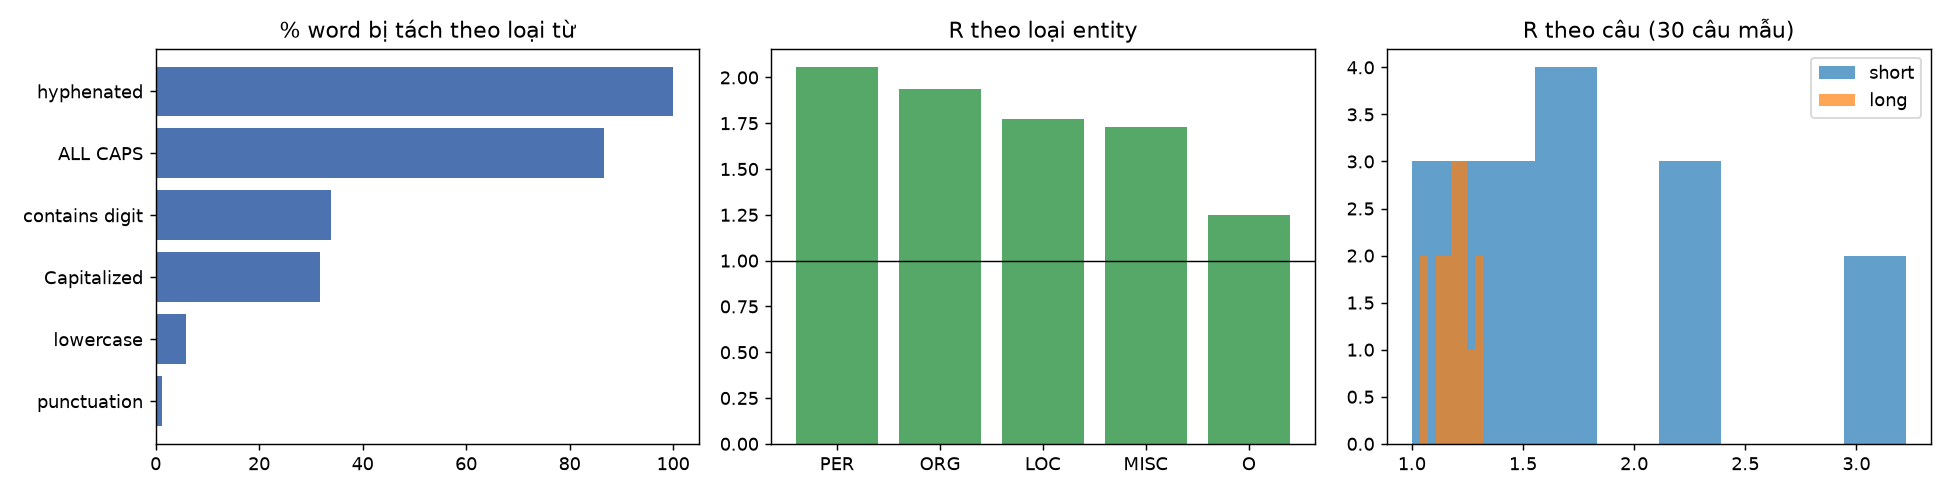 % word bị tách theo loại từ
hyphenated
ALL CAPS
contains digit
Capitalized
lowercase
punctuation
0 20 40 60 80 100
R theo loại entity
2.00
1.75
1.50
1.25
1.00
0.75
0.50
0.25
0.00
PER ORG LOC MISC O
R theo câu (30 câu mẫu)
short
long
4.0
3.5
3.0
2.5
2.0
1.5
1.0
0.5
0.0
1.0 1.5 2.0 2.5 3.0